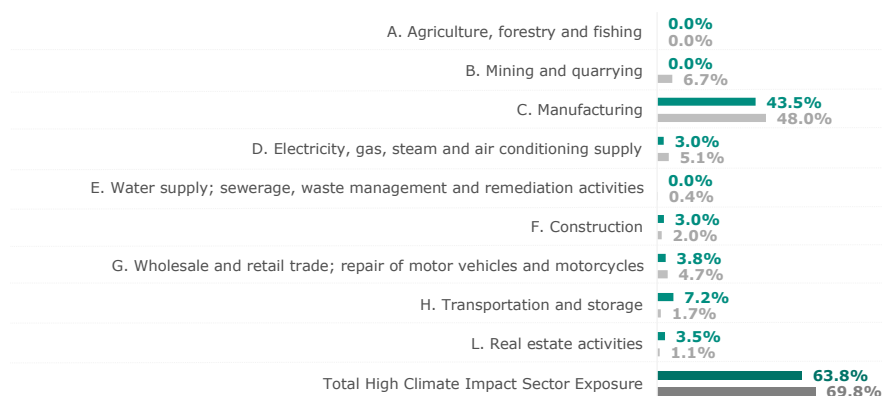 A. Agriculture, forestry and fishing 0.0%
0.0%
B. Mining and quarrying 0.0%
6.7%
C. Manufacturing 43.5%
48.0%
D. Electricity, gas, steam and air conditioning supply 3.0%
5.1%
E. Water supply; sewerage, waste management and remediation activities 0.0%
0.4%
F. Construction 3.0%
2.0%
G. Wholesale and retail trade; repair of motor vehicles and motorcycles 3.8%
4.7%
H. Transportation and storage 7.2%
1.7%
L. Real estate activities 3.5%
1.1%
Total High Climate Impact Sector Exposure 63.8%
69.8%